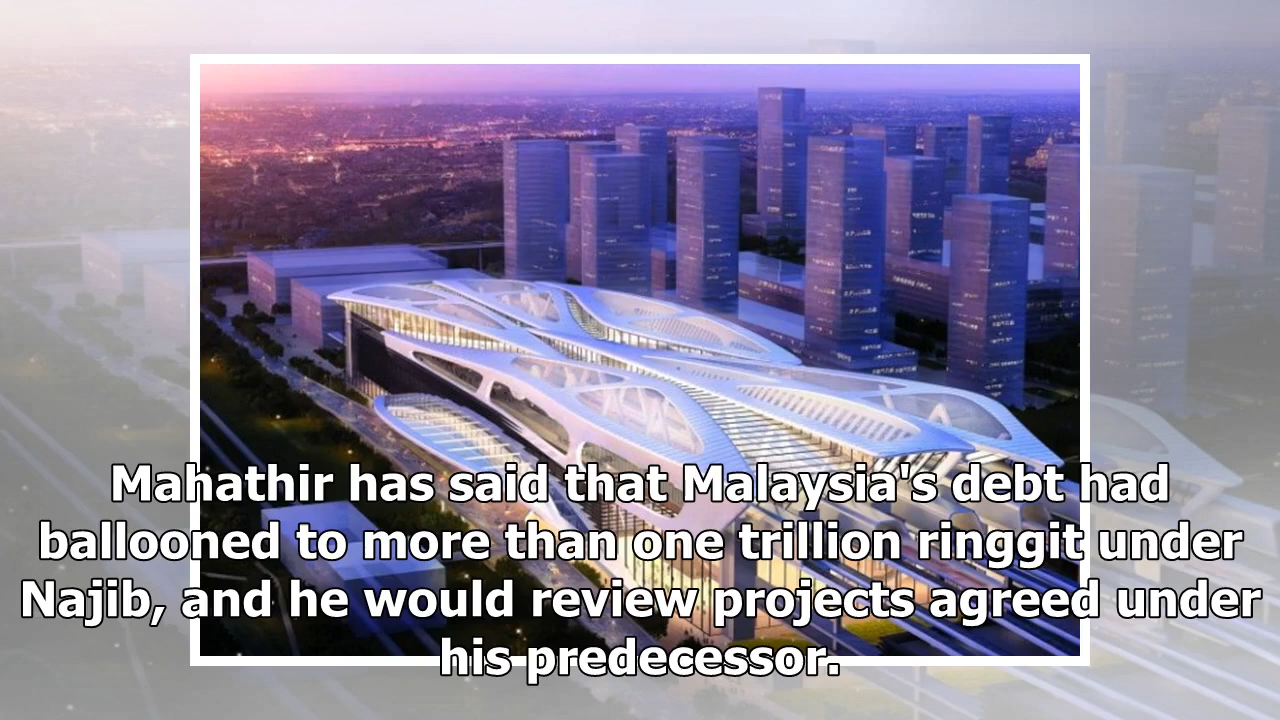 Mahathir has said that Malaysia's debt had
ballooned to more than one trillion ringgit under
Najib, and he would review projects agreed under
his predecessor.